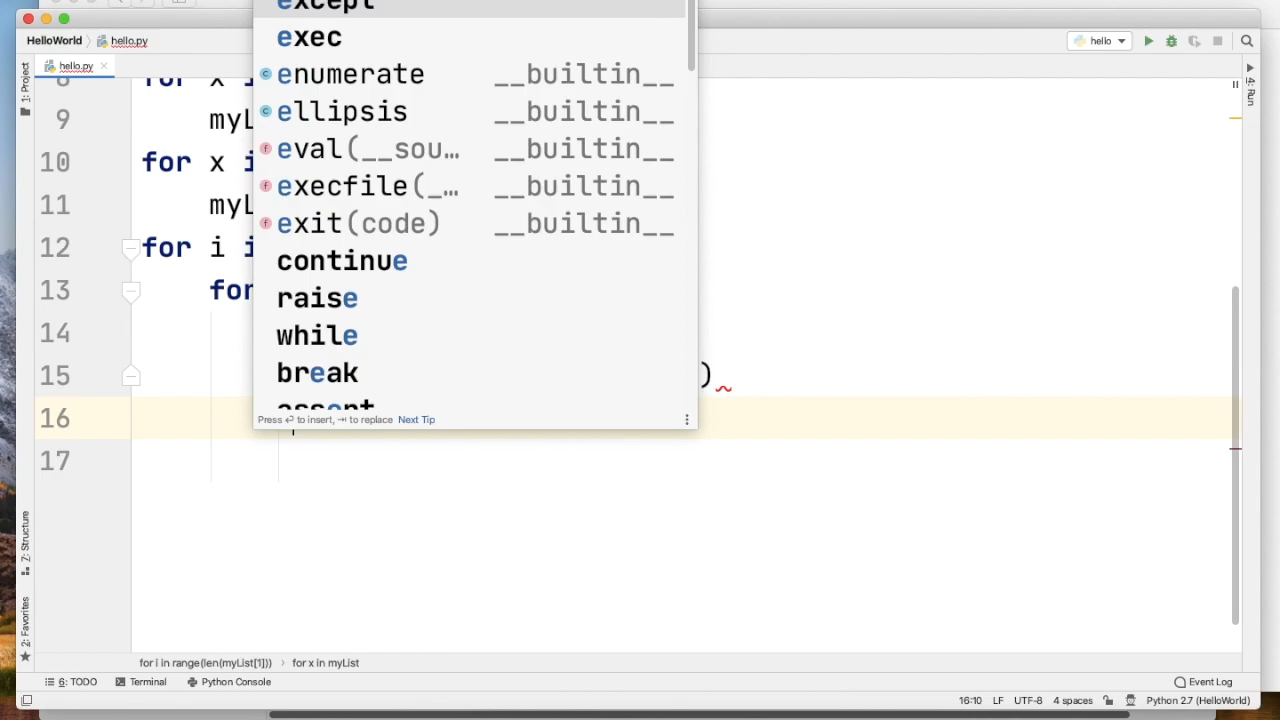 except
HelloWorld hello.py
exec
hello
hello.py
1: Project
4: Run
8 for x i
enumerate __builtin__
9 myL
ellipsis __builtin__
eval(__sou… __builtin__
10 for x i
execfile(_… __builtin__
11 myL
exit(code) __builtin__
12 for i i
continue
13 for
raise
14
while
15 )
break
assert
16
Press ⏎ to insert, ⇥ to replace Next Tip
17
7: Structure
2: Favorites
for i in range(len(myList[1])) › for x in myList
6: TODO Terminal Python Console Event Log
16:10 LF UTF-8 4 spaces Python 2.7 (HelloWorld)